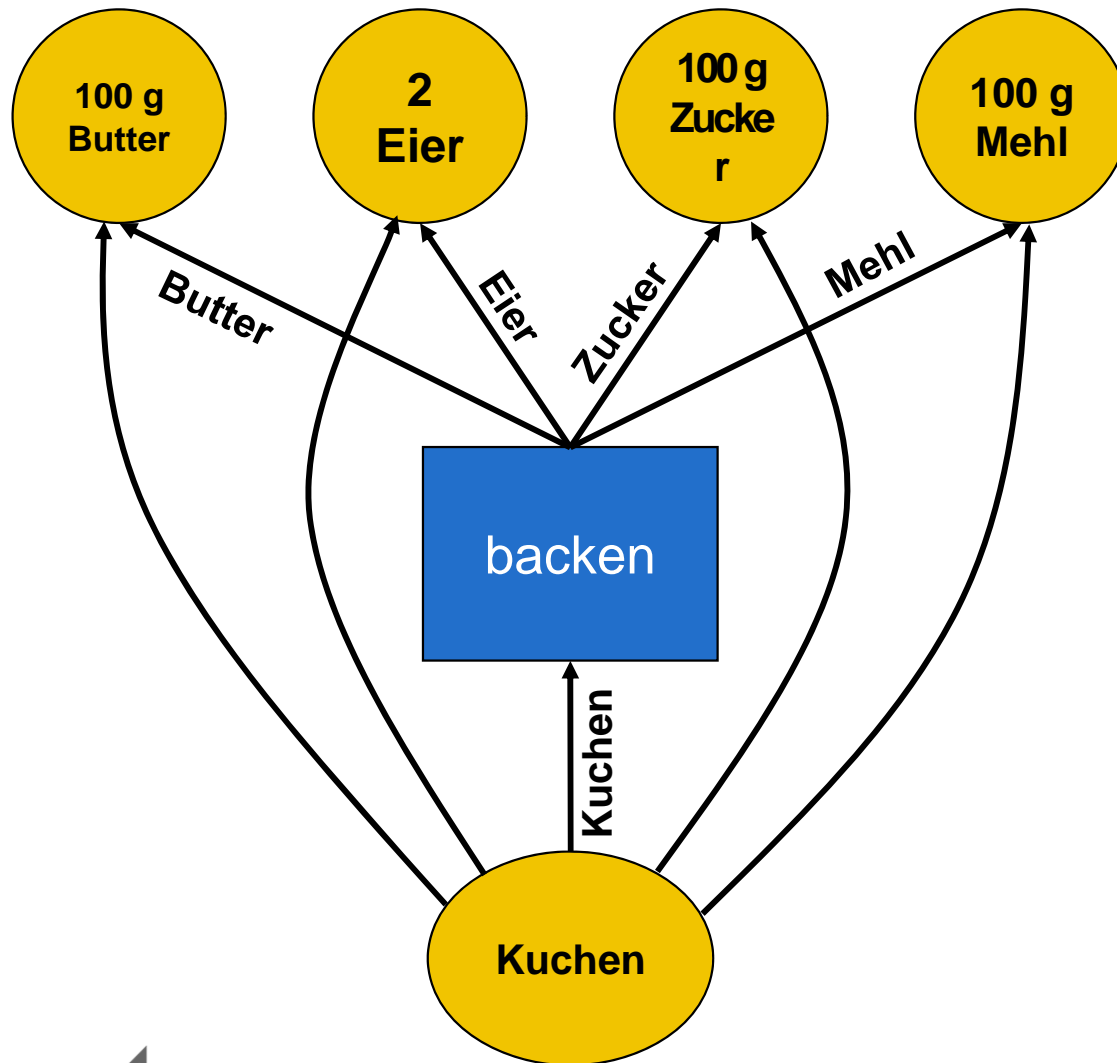 100 g
Butter
2
Eier
100 g
Zucke
r
100 g
Mehl
Butter
Eier
Zucker
Mehl
backen
Kuchen
Kuchen